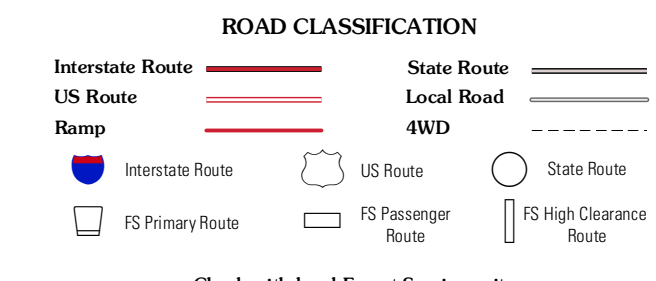 ROAD CLASSIFICATION
Interstate Route
State Route
US Route
Local Road
Ramp
4WD
Interstate Route
US Route
State Route
FS Primary Route
FS Passenger
Route
FS High Clearance
Route